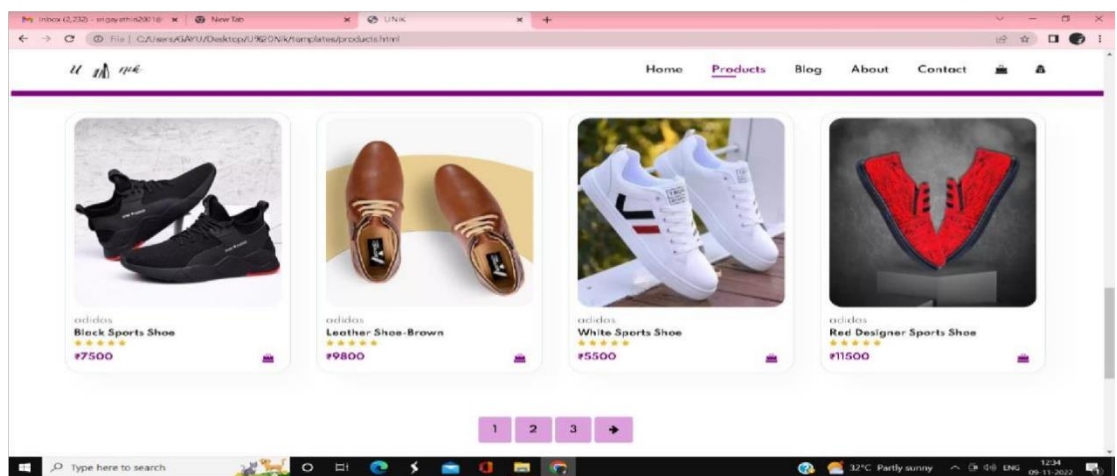 Inbox (2,232) - srigayathiri2001@
New Tab
UNIK
File | C:/Users/GAYU/Desktop/U%20Nik/templates/products.html
U nik
Home Products Blog About Contact
adidas
Black Sports Shoe
₹7500
adidas
Leather Shoe-Brown
₹9800
adidas
White Sports Shoe
₹5500
adidas
Red Designer Sports Shoe
₹11500
1 2 3
Type here to search
32°C Partly sunny
ENG
12:34
09-11-2022